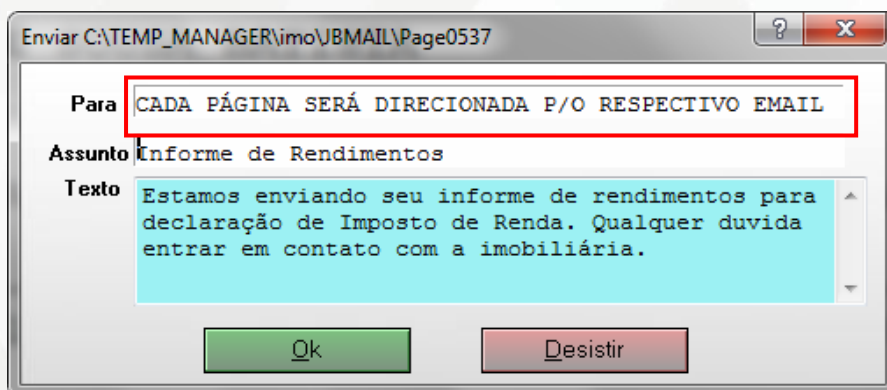 Enviar C:\TEMP_MANAGER\imo\JBMAIL\Page0537
Para CADA PÁGINA SERÁ DIRECIONADA P/O RESPECTIVO EMAIL
Assunto Informe de Rendimentos
Texto Estamos enviando seu informe de rendimentos para
declaração de Imposto de Renda. Qualquer duvida
entrar em contato com a imobiliária.
Ok Desistir